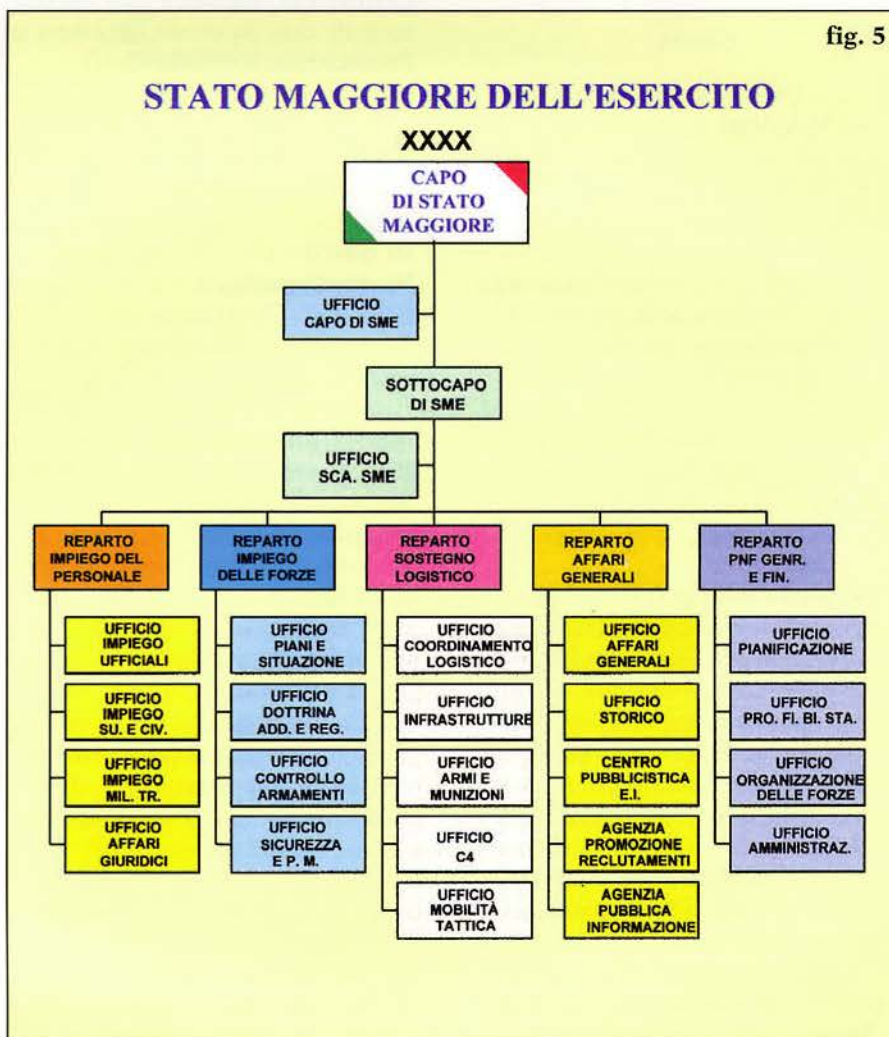 fig. 5
STATO MAGGIORE DELL'ESERCITO
XXXX
CAPO
DI STATO
MAGGIORE
UFFICIO
CAPO DI SME
SOTTOCAPO
DI SME
UFFICIO
SCA. SME
REPARTO
IMPIEGO DEL
PERSONALE
UFFICIO
IMPIEGO
UFFICIALI
UFFICIO
IMPIEGO
SU. E CIV.
UFFICIO
IMPIEGO
MIL. TR.
UFFICIO
AFFARI
GIURIDICI
REPARTO
IMPIEGO
DELLE FORZE
UFFICIO
PIANI E
SITUAZIONE
UFFICIO
DOTTRINA
ADD. E REG.
UFFICIO
CONTROLLO
ARMAMENTI
UFFICIO
SICUREZZA
E P. M.
REPARTO
SOSTEGNO
LOGISTICO
UFFICIO
COORDINAMENTO
LOGISTICO
UFFICIO
INFRASTRUTTURE
UFFICIO
ARMI E
MUNIZIONI
UFFICIO
C4
UFFICIO
MOBILITÀ
TATTICA
REPARTO
AFFARI
GENERALI
UFFICIO
AFFARI
GENERALI
UFFICIO
STORICO
CENTRO
PUBBLICISTICA
E.I.
AGENZIA
PROMOZIONE
RECLUTAMENTI
AGENZIA
PUBBLICA
INFORMAZIONE
REPARTO
PNF GENR.
E FIN.
UFFICIO
PIANIFICAZIONE
UFFICIO
PRO. FI. BI. STA.
UFFICIO
ORGANIZZAZIONE
DELLE FORZE
UFFICIO
AMMINISTRAZ.